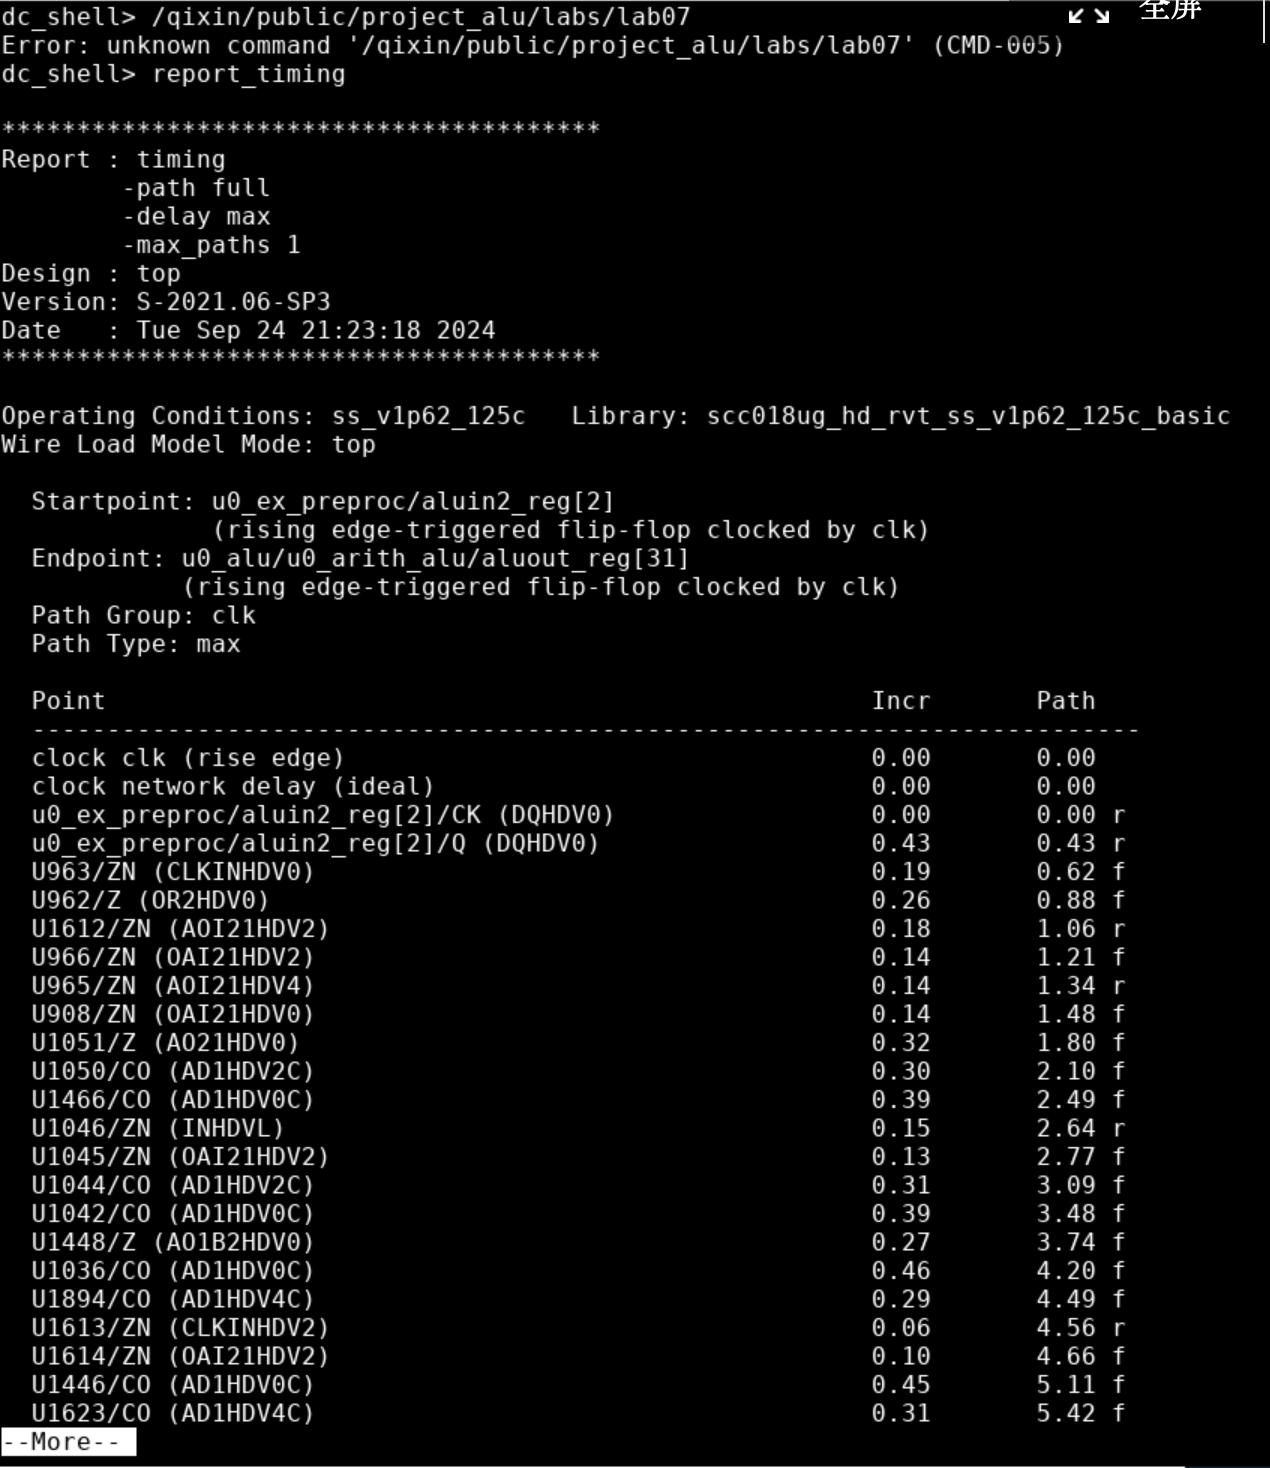 全屏
dc_shell> /qixin/public/project_alu/labs/lab07
Error: unknown command '/qixin/public/project_alu/labs/lab07' (CMD-005)
dc_shell> report_timing

****************************************
Report : timing
        -path full
        -delay max
        -max_paths 1
Design : top
Version: S-2021.06-SP3
Date   : Tue Sep 24 21:23:18 2024
****************************************

Operating Conditions: ss_v1p62_125c   Library: scc018ug_hd_rvt_ss_v1p62_125c_basic
Wire Load Model Mode: top

  Startpoint: u0_ex_preproc/aluin2_reg[2]
              (rising edge-triggered flip-flop clocked by clk)
  Endpoint: u0_alu/u0_arith_alu/aluout_reg[31]
            (rising edge-triggered flip-flop clocked by clk)
  Path Group: clk
  Path Type: max

  Point                                                   Incr       Path
  --------------------------------------------------------------------------
  clock clk (rise edge)                                   0.00       0.00
  clock network delay (ideal)                             0.00       0.00
  u0_ex_preproc/aluin2_reg[2]/CK (DQHDV0)                 0.00       0.00 r
  u0_ex_preproc/aluin2_reg[2]/Q (DQHDV0)                  0.43       0.43 r
  U963/ZN (CLKINHDV0)                                     0.19       0.62 f
  U962/Z (OR2HDV0)                                        0.26       0.88 f
  U1612/ZN (AOI21HDV2)                                    0.18       1.06 r
  U966/ZN (OAI21HDV2)                                     0.14       1.21 f
  U965/ZN (AOI21HDV4)                                     0.14       1.34 r
  U908/ZN (OAI21HDV0)                                     0.14       1.48 f
  U1051/Z (AO21HDV0)                                      0.32       1.80 f
  U1050/CO (AD1HDV2C)                                     0.30       2.10 f
  U1466/CO (AD1HDV0C)                                     0.39       2.49 f
  U1046/ZN (INHDVL)                                       0.15       2.64 r
  U1045/ZN (OAI21HDV2)                                    0.13       2.77 f
  U1044/CO (AD1HDV2C)                                     0.31       3.09 f
  U1042/CO (AD1HDV0C)                                     0.39       3.48 f
  U1448/Z (AO1B2HDV0)                                     0.27       3.74 f
  U1036/CO (AD1HDV0C)                                     0.46       4.20 f
  U1894/CO (AD1HDV4C)                                     0.29       4.49 f
  U1613/ZN (CLKINHDV2)                                    0.06       4.56 r
  U1614/ZN (OAI21HDV2)                                    0.10       4.66 f
  U1446/CO (AD1HDV0C)                                     0.45       5.11 f
  U1623/CO (AD1HDV4C)                                     0.31       5.42 f
--More--